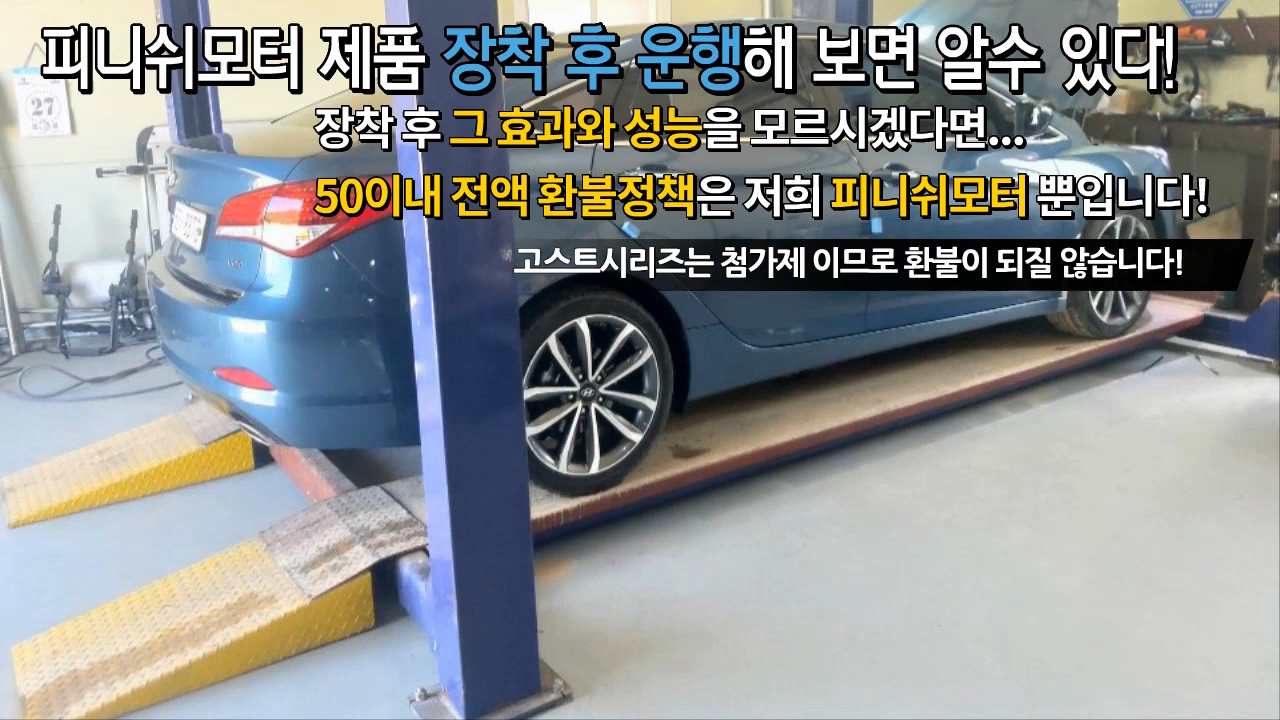 피니쉬모터 제품 장착 후 운행해 보면 알수 있다!
27
장착 후 그 효과와 성능을 모르시겠다면...
50이내 전액 환불정책은 저희 피니쉬모터 뿐입니다!
고스트시리즈는 첨가제 이므로 환불이 되질 않습니다!
i40